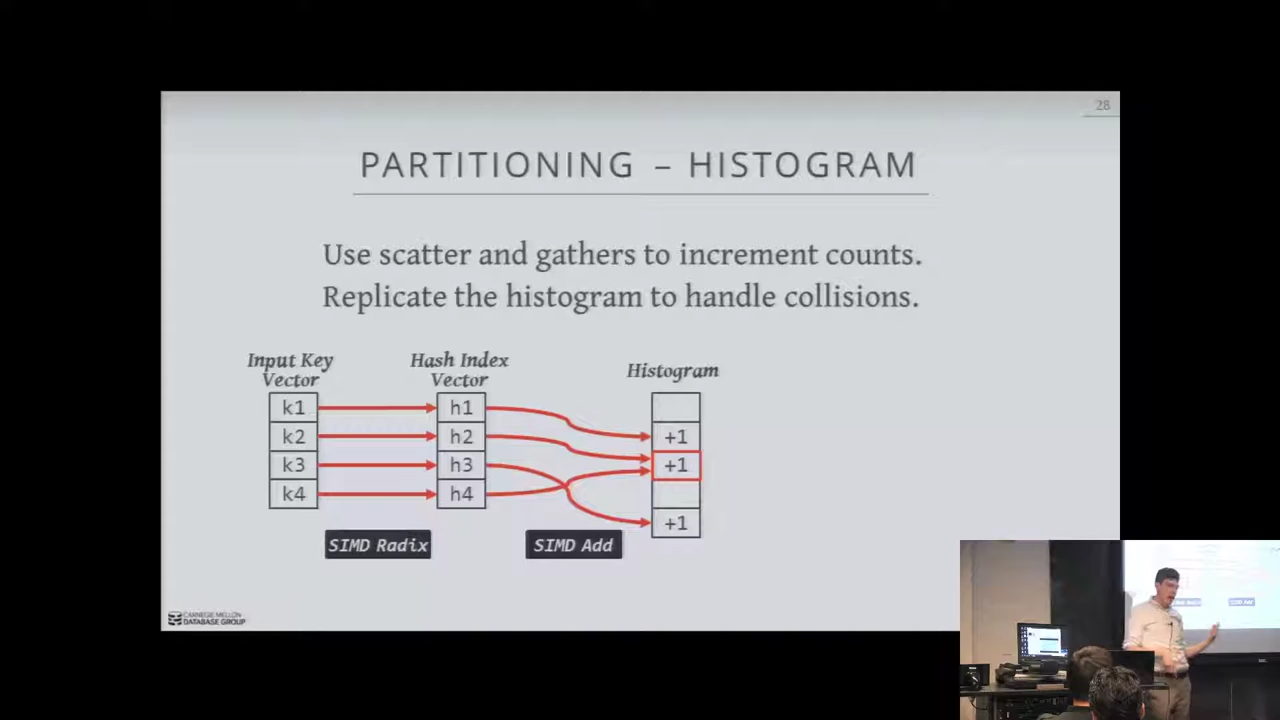 28
PARTITIONING – HISTOGRAM
Use scatter and gathers to increment counts.
Replicate the histogram to handle collisions.
Input Key
Vector
Hash Index
Vector
Histogram
k1
h1
k2
h2
+1
k3
h3
+1
k4
h4
+1
SIMD Radix
SIMD Add
CARNEGIE MELLON
DATABASE GROUP